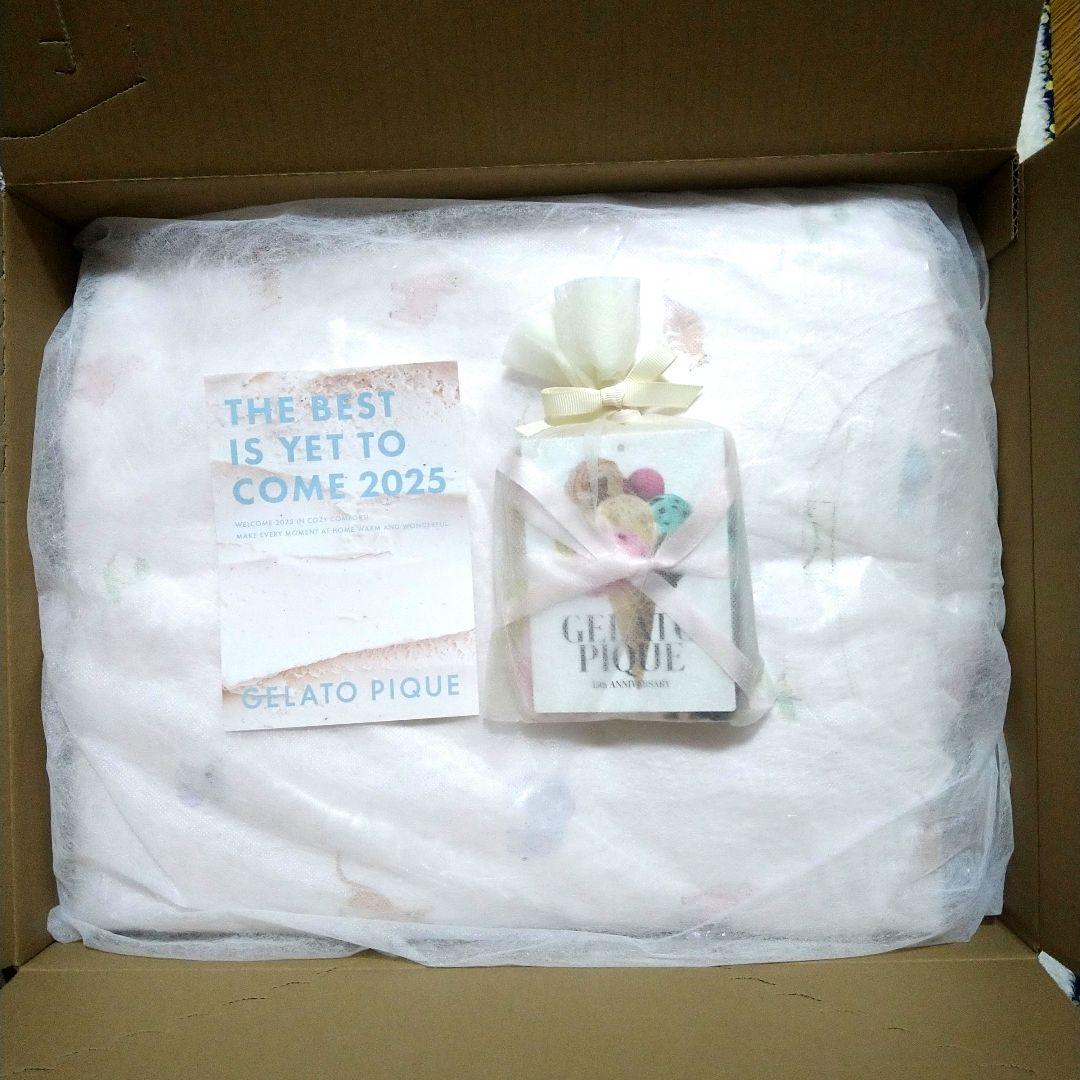 THE BEST
IS YET TO
COME 2025
WELCOME 2025 IN COZY COMFORT!
MAKE EVERY MOMENT AT HOME WARM AND WONDERFUL.
GELATO PIQUE
GELATO
PIQUE
15th ANNIVERSARY